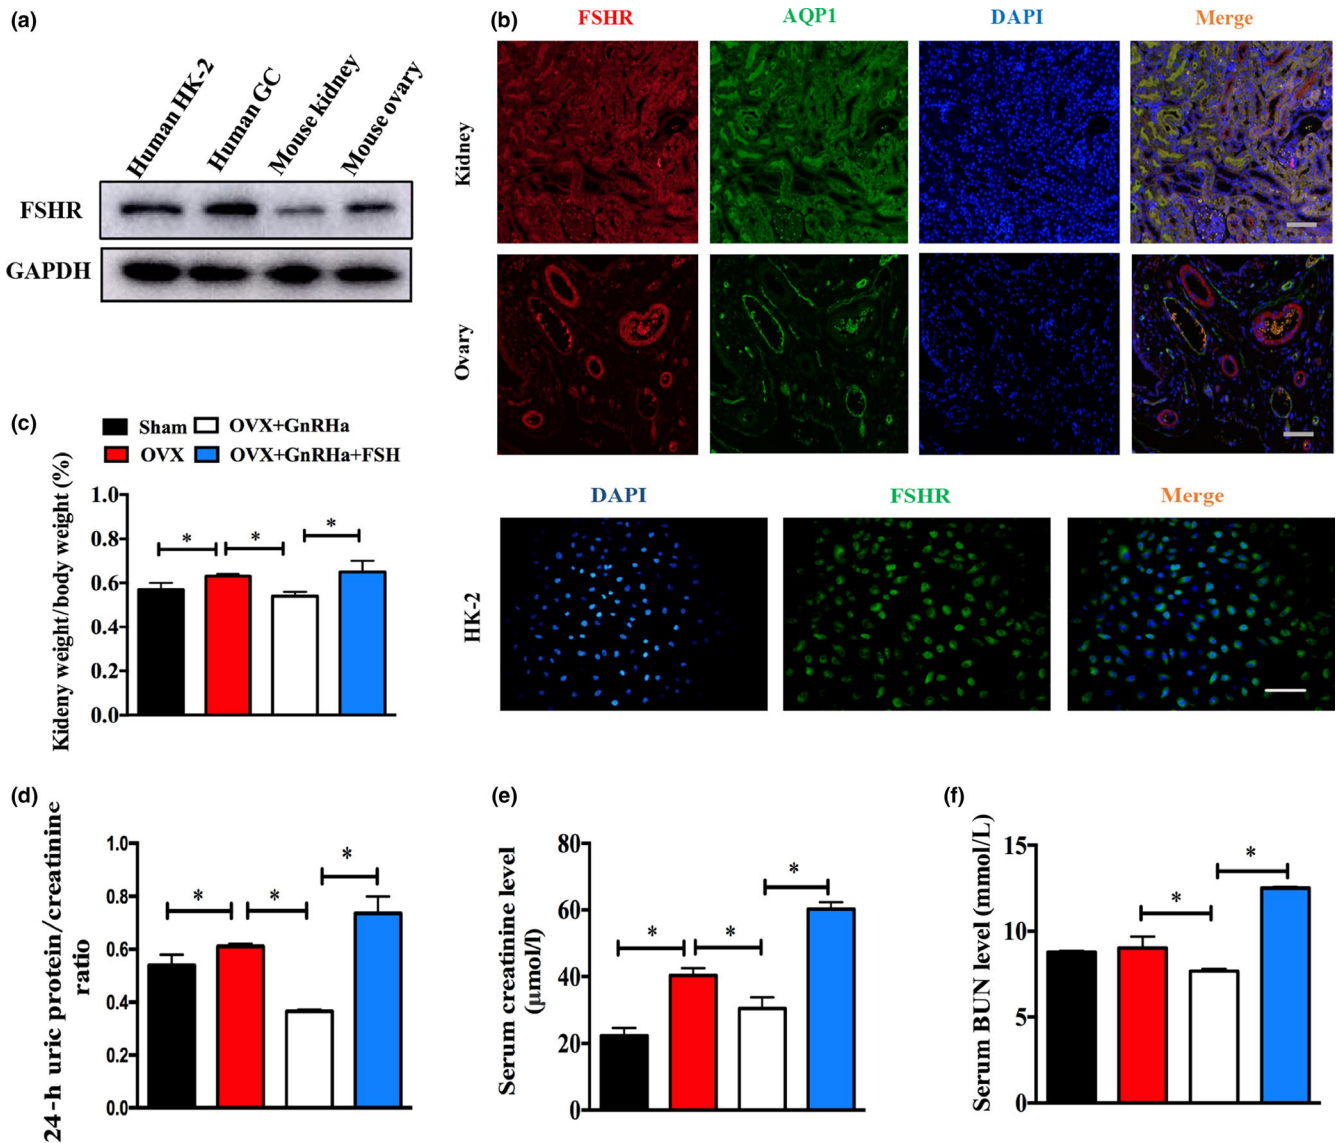 (a)
Human HK-2
Human GC
Mouse kidney
Mouse ovary
FSHR
GAPDH
(b)
FSHR AQP1 DAPI Merge
Kidney
Ovary
DAPI FSHR Merge
HK-2
(c)
Sham OVX+GnRHa
OVX OVX+GnRHa+FSH
Kideny weight/body weight (%)
1.0
0.8
0.6
0.4
0.2
0.0
* * *
(d)
24-h uric protein/creatinine
ratio
1.0
0.8
0.6
0.4
0.2
0.0
* * *
(e)
Serum creatinine level
(μmol/l)
80
60
40
20
0
* * *
(f)
Serum BUN level (mmol/L)
15
10
5
0
* *